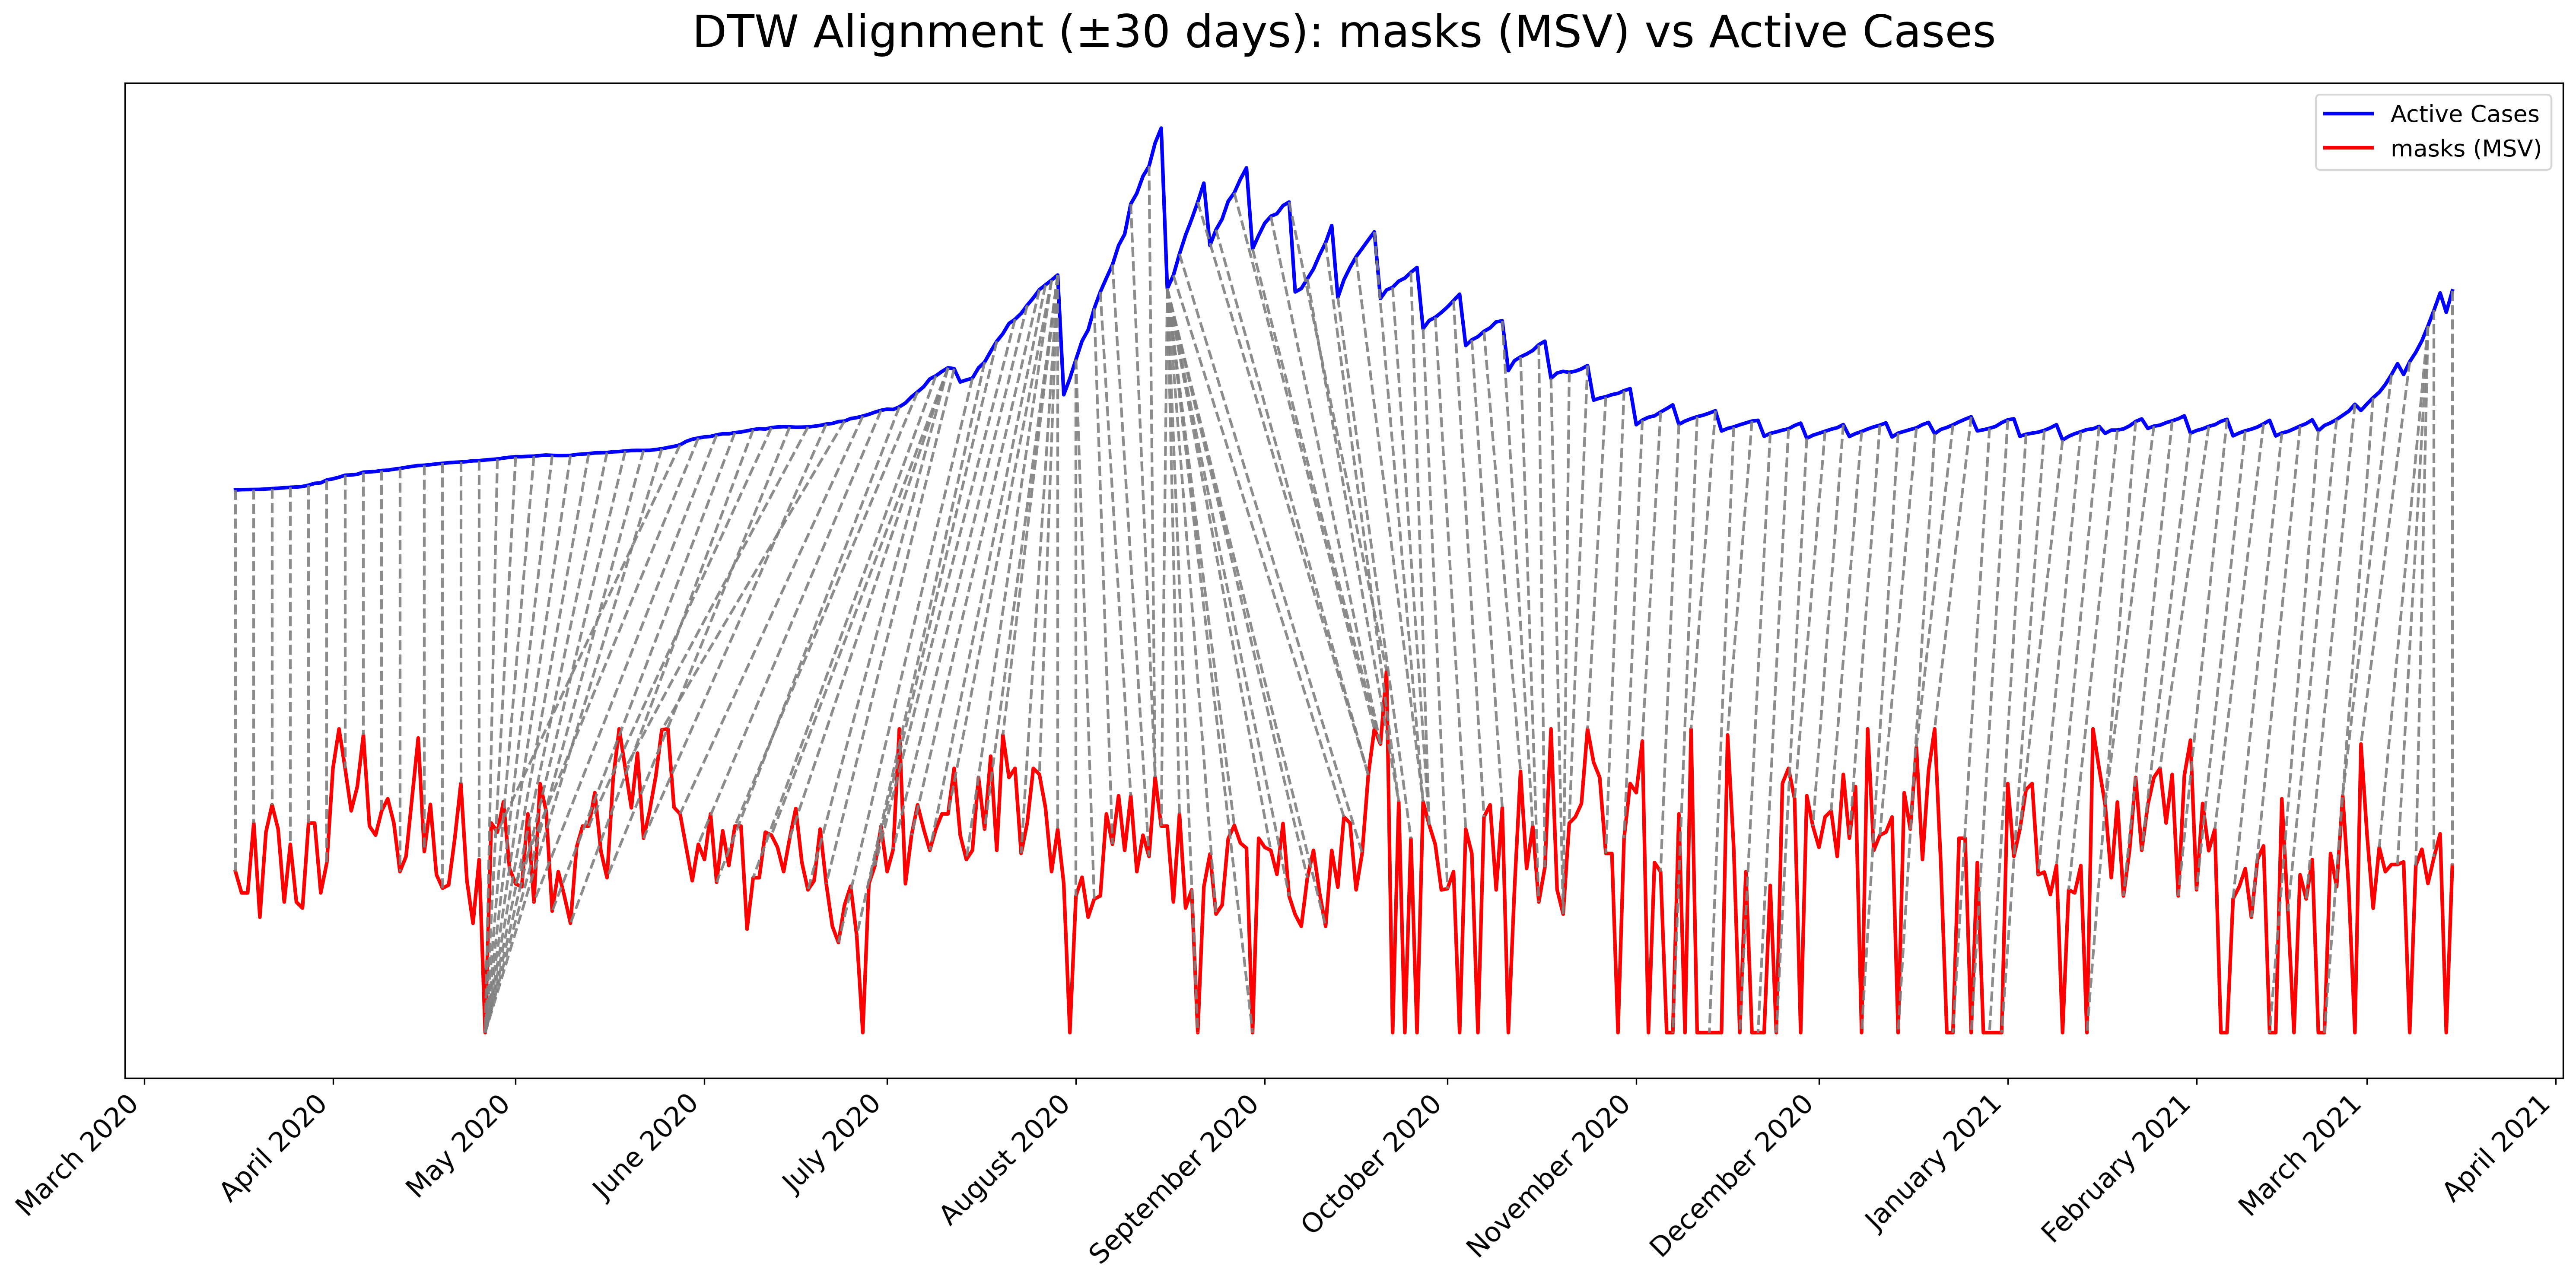 DTW Alignment (±30 days): masks (MSV) vs Active Cases
Active Cases
masks (MSV)
March 2020
April 2020
May 2020
June 2020
July 2020
August 2020
September 2020
October 2020
November 2020
December 2020
January 2021
February 2021
March 2021
April 2021